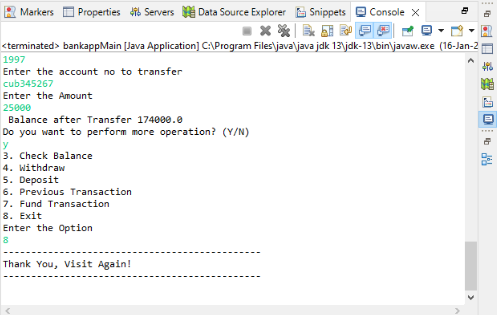 Markers Properties Servers Data Source Explorer Snippets Console
<terminated> bankappMain [Java Application] C:\Program Files\java\java jdk 13\jdk-13\bin\javaw.exe (16-Jan-2
1997
Enter the account no to transfer
cub345267
Enter the Amount
25000
Balance after Transfer 174000.0
Do you want to perform more operation? (Y/N)
y
3. Check Balance
4. Withdraw
5. Deposit
6. Previous Transaction
7. Fund Transaction
8. Exit
Enter the Option
8
----------------------------------------------
Thank You, Visit Again!
----------------------------------------------